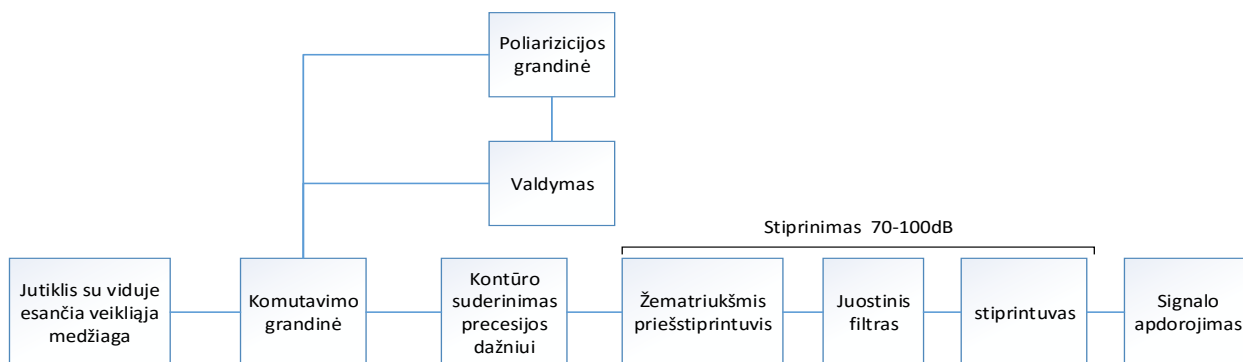 Poliarizicijos
grandinė
Valdymas
Stiprinimas 70-100dB
Jutiklis su viduje
esančia veikliąja
medžiaga
Komutavimo
grandinė
Kontūro
suderinimas
precesijos
dažniui
Žematriukšmis
priešstiprintuvis
Juostinis
filtras
stiprintuvas
Signalo
apdorojimas